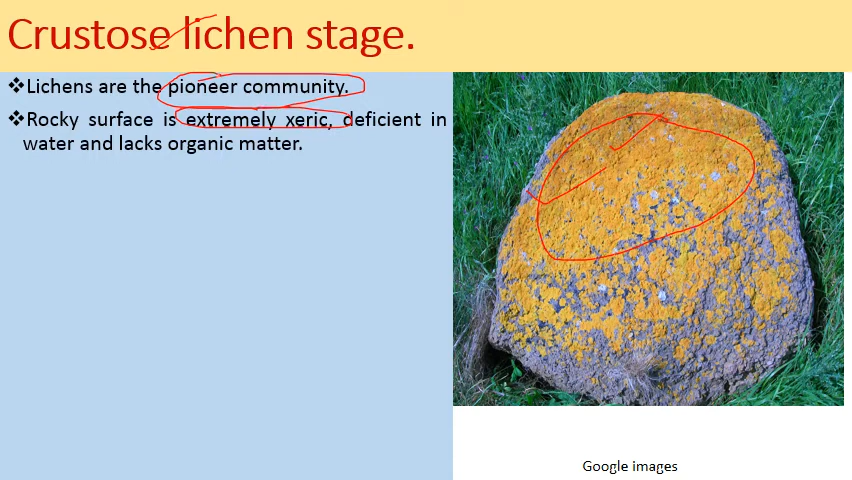 Crustose lichen stage.
❖Lichens are the pioneer community.
❖Rocky surface is extremely xeric, deficient in
water and lacks organic matter.
Google images